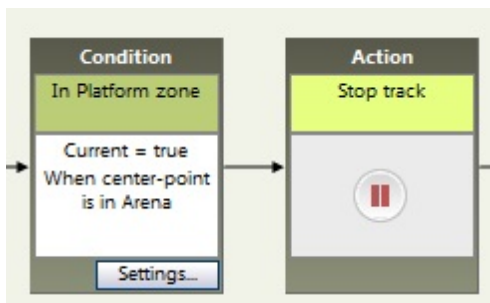 Condition
In Platform zone
Current = true
When center-point
is in Arena
Settings...
Action
Stop track